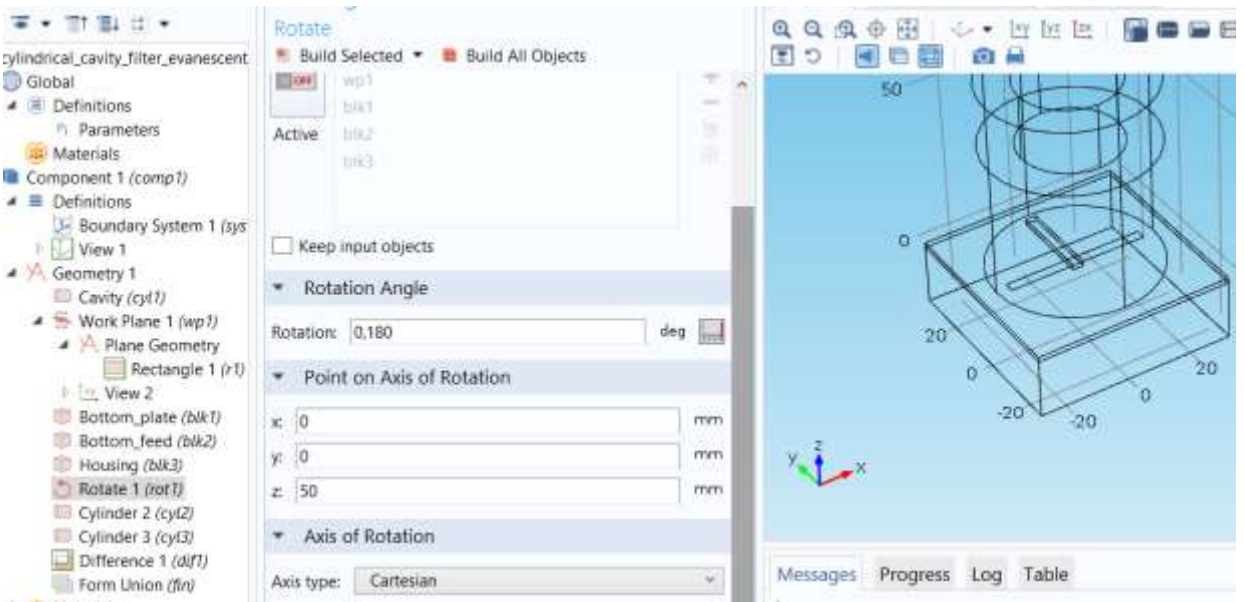 Rotate
Build Selected Build All Objects
cylindrical_cavity_filter_evanescent
Global
Definitions
Parameters
Materials
Component 1 (comp1)
Definitions
Boundary System 1 (sys
View 1
Geometry 1
Cavity (cyl1)
Work Plane 1 (wp1)
Plane Geometry
Rectangle 1 (r1)
View 2
Bottom_plate (blk1)
Bottom_feed (blk2)
Housing (blk3)
Rotate 1 (rot1)
Cylinder 2 (cyl2)
Cylinder 3 (cyl3)
Difference 1 (dif1)
Form Union (fin)
OFF
Active
wp1
blk1
blk2
blk3
Keep input objects
Rotation Angle
Rotation: 0,180 deg
Point on Axis of Rotation
x: 0 mm
y: 0 mm
z: 50 mm
Axis of Rotation
Axis type: Cartesian
xy yz
50
0
20
0
-20
-20
0
20
y z x
Messages Progress Log Table